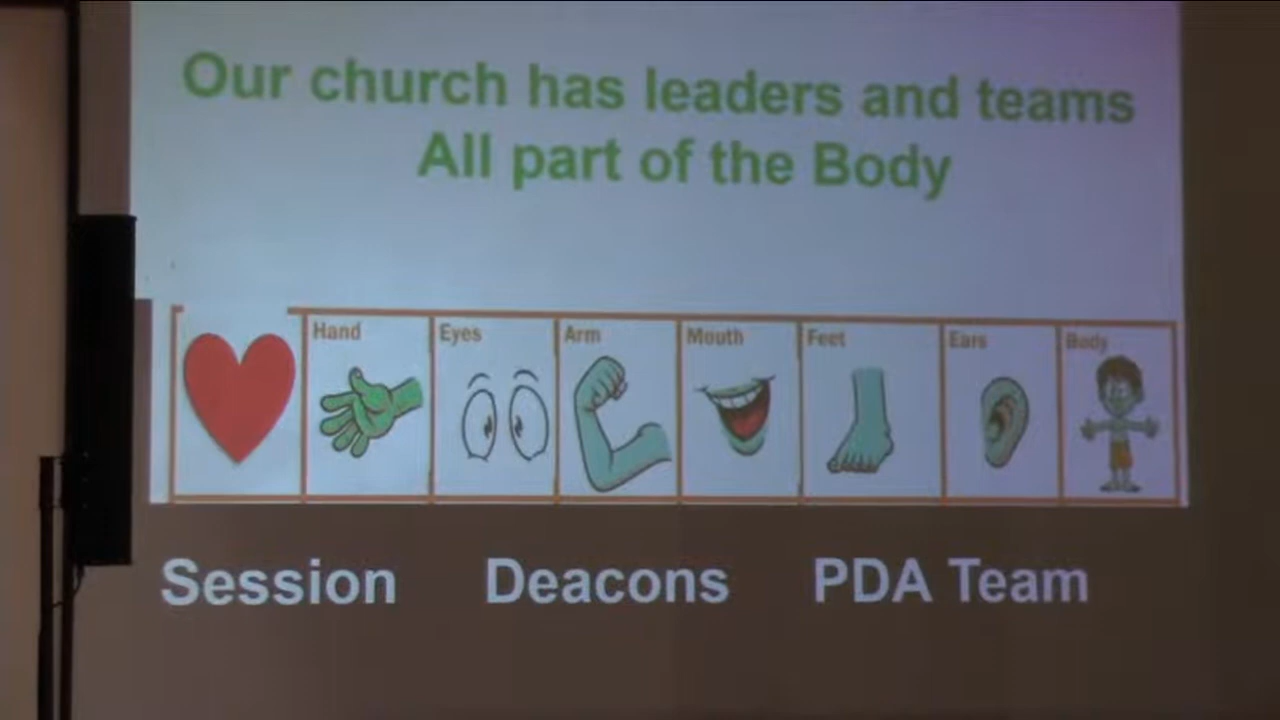 Our church has leaders and teams
All part of the Body
Hand Eyes Arm Mouth Feet Ears Body
Session Deacons PDA Team